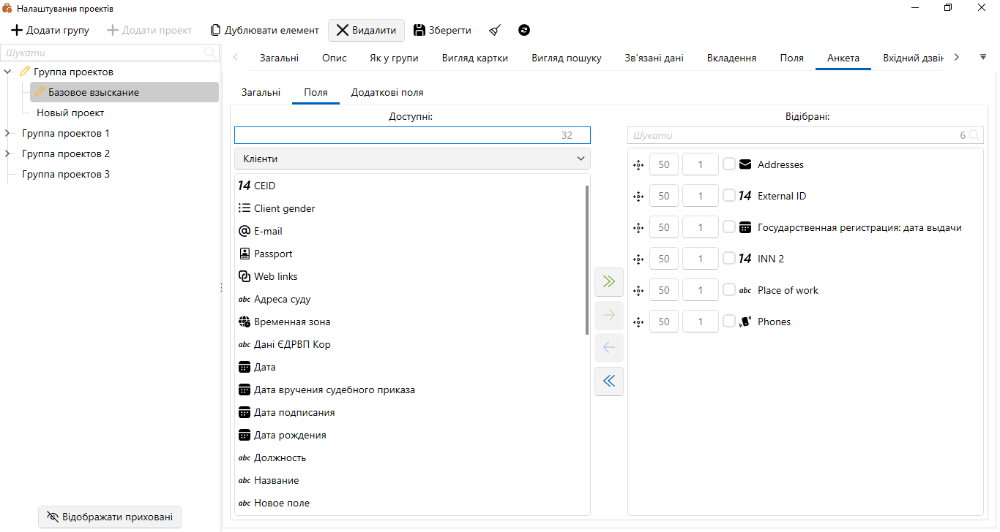 Налаштування проектів
Додати групу Додати проект Дублювати елемент Видалити Зберегти
Шукати
Группа проектов
Базовое взыскание
Новый проект
Группа проектов 1
Группа проектов 2
Группа проектов 3
Відображати приховані
Загальні Опис Як у групи Вигляд картки Вигляд пошуку Зв'язані дані Вкладення Поля Анкета Вхідний дзвін
Загальні Поля Додаткові поля
Доступні:
32
Клієнти
14 CEID
Client gender
E-mail
Passport
Web links
abc Адреса суду
Временная зона
abc Дані ЄДРВП Кор
Дата
Дата вручения судебного приказа
Дата подписания
Дата рождения
abc Должность
abc Название
abc Новое поле
Відібрані:
Шукати 6
50 1 Addresses
50 1 14 External ID
50 1 Государственная регистрация: дата выдачи
50 1 14 INN 2
50 1 abc Place of work
50 1 Phones